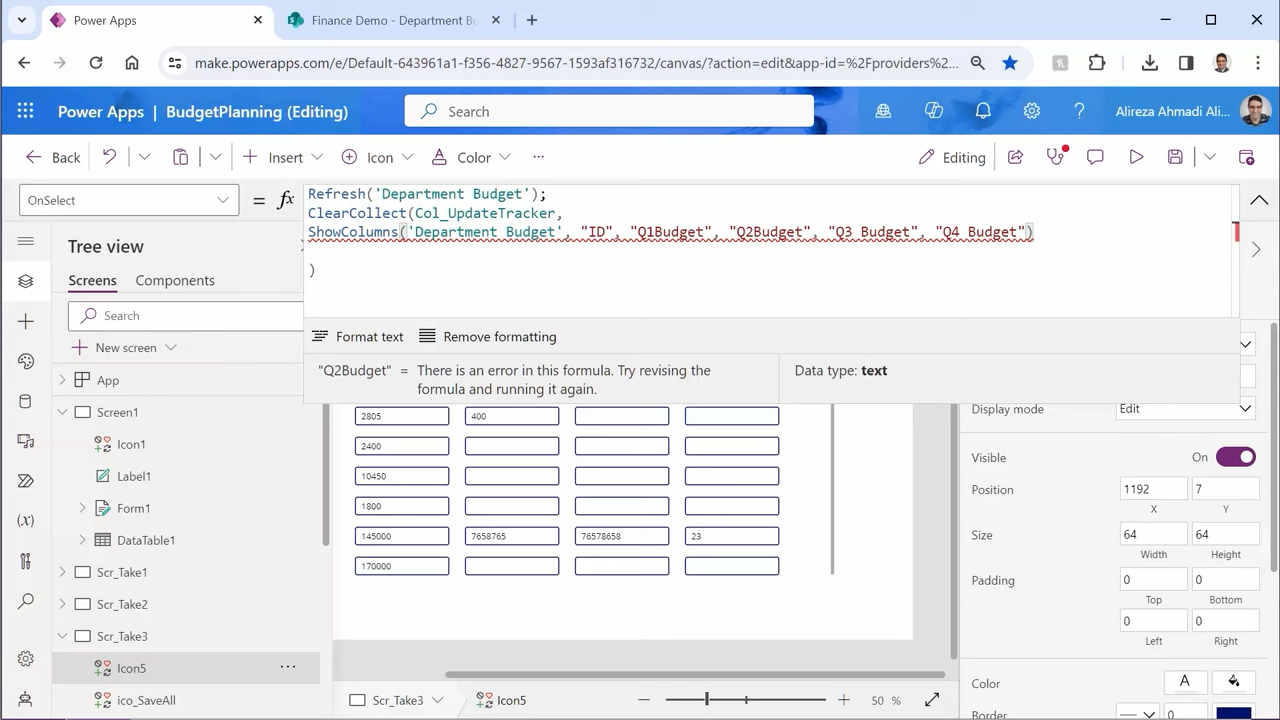 Power Apps
Finance Demo - Department Bu
make.powerapps.com/e/Default-643961a1-f356-4827-9567-1593af316732/canvas/?action=edit&app-id=%2Fproviders%2...
Power Apps | BudgetPlanning (Editing)
Search
Alireza Ahmadi Ali...
Back
Insert
Icon
Color
...
Editing
OnSelect
= fx
Refresh('Department Budget');
ClearCollect(Col_UpdateTracker,
ShowColumns('Department Budget', "ID", "Q1Budget", "Q2Budget", "Q3 Budget", "Q4 Budget")
)
Format text
Remove formatting
"Q2Budget" = There is an error in this formula. Try revising the
formula and running it again.
Data type: text
Tree view
Screens
Components
Search
New screen
App
Screen1
Icon1
Label1
Form1
DataTable1
Scr_Take1
Scr_Take2
Scr_Take3
Icon5
...
ico_SaveAll
2805 400
2400
10450
1800
145000 7658765 76578658 23
170000
Scr_Take3
Icon5
50 %
Display mode
Edit
Visible
On
Position
1192 7
X Y
Size
64 64
Width Height
Padding
0 0
Top Bottom
0 0
Left Right
Color
A
Border
0